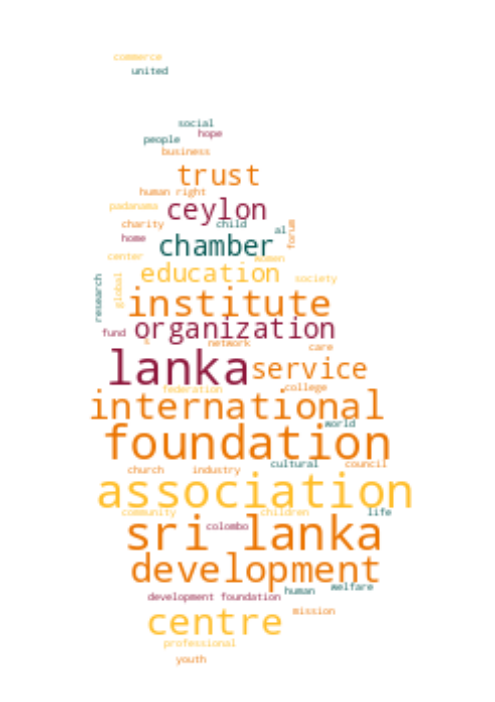 commerce
united
social
people hope
business
trust
human right
padanama ceylon
charity child al forum
home chamber
center women
research global education society
institute
fund organization
network care
lanka service
federation college
international
world
foundation
church industry cultural council
association
community children life
colombo
sri lanka
development
human welfare
development foundation
mission
centre
professional
youth